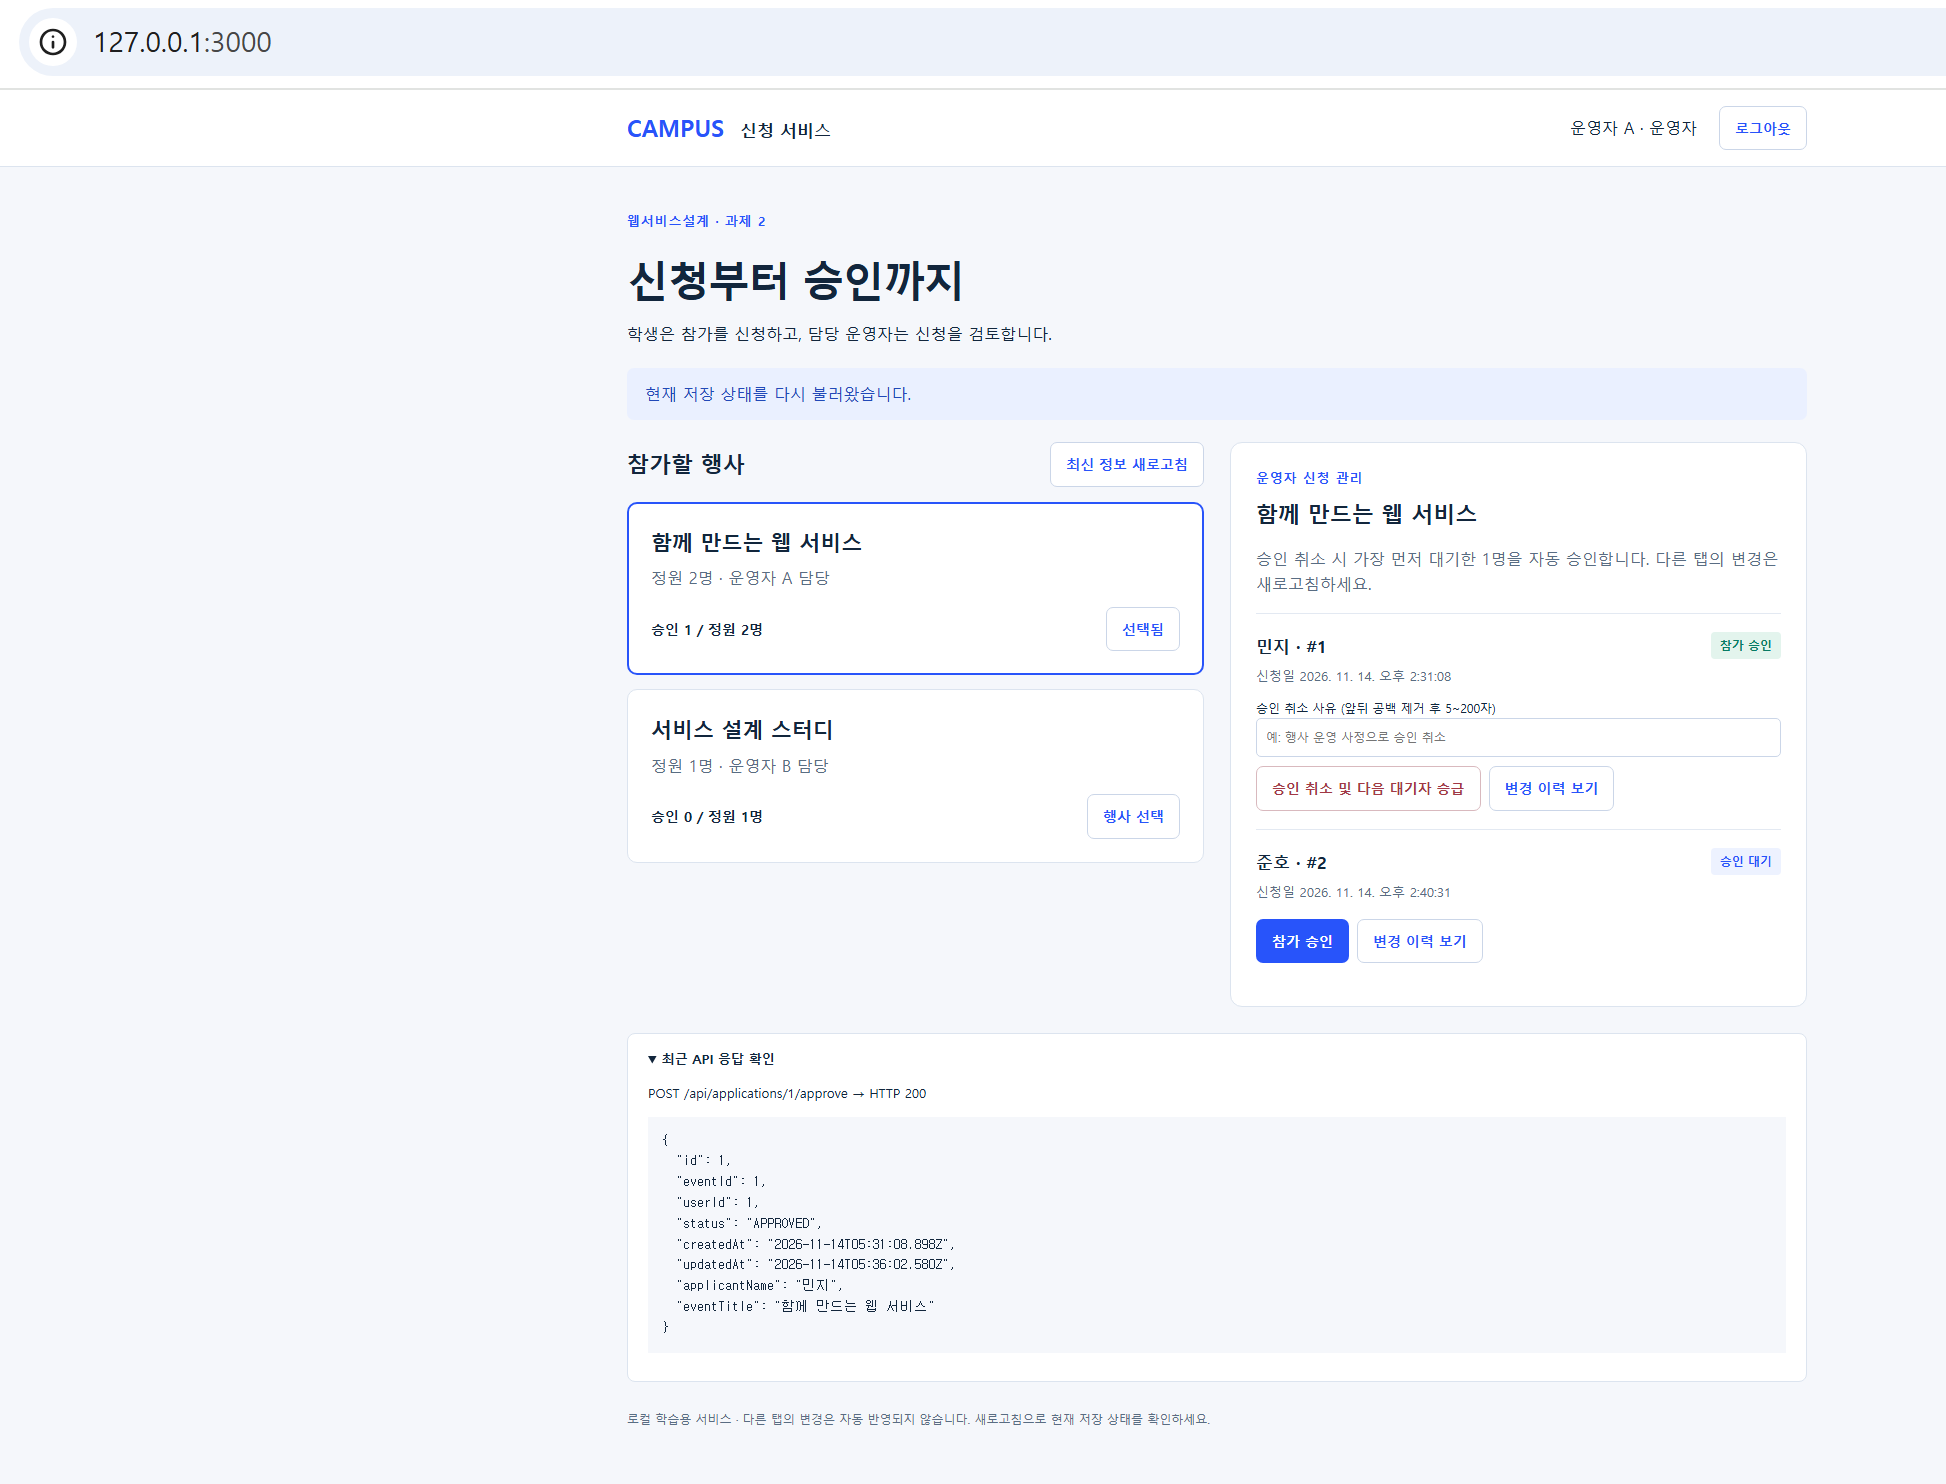 127.0.0.1:3000
CAMPUS 신청 서비스
운영자 A · 운영자
로그아웃
웹서비스설계 · 과제 2
신청부터 승인까지
학생은 참가를 신청하고, 담당 운영자는 신청을 검토합니다.
현재 저장 상태를 다시 불러왔습니다.
참가할 행사
최신 정보 새로고침
함께 만드는 웹 서비스
정원 2명 · 운영자 A 담당
승인 1 / 정원 2명
선택됨
서비스 설계 스터디
정원 1명 · 운영자 B 담당
승인 0 / 정원 1명
행사 선택
운영자 신청 관리
함께 만드는 웹 서비스
승인 취소 시 가장 먼저 대기한 1명을 자동 승인합니다. 다른 탭의 변경은
새로고침하세요.
민지 · #1
참가 승인
신청일 2026. 11. 14. 오후 2:31:08
승인 취소 사유 (앞뒤 공백 제거 후 5~200자)
예: 행사 운영 사정으로 승인 취소
승인 취소 및 다음 대기자 승급
변경 이력 보기
준호 · #2
승인 대기
신청일 2026. 11. 14. 오후 2:40:31
참가 승인
변경 이력 보기
▼ 최근 API 응답 확인
POST /api/applications/1/approve → HTTP 200
{
"id": 1,
"eventId": 1,
"userId": 1,
"status": "APPROVED",
"createdAt": "2026-11-14T05:31:08.898Z",
"updatedAt": "2026-11-14T05:36:02.580Z",
"applicantName": "민지",
"eventTitle": "함께 만드는 웹 서비스"
}
로컬 학습용 서비스 · 다른 탭의 변경은 자동 반영되지 않습니다. 새로고침으로 현재 저장 상태를 확인하세요.